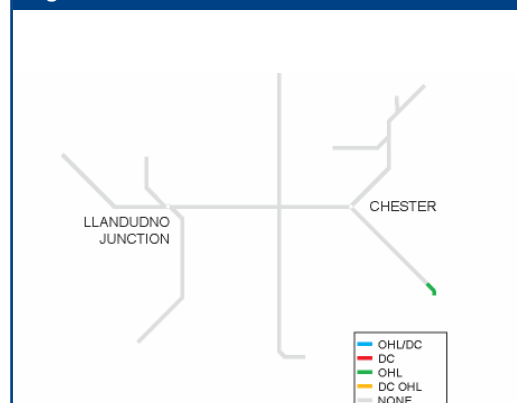 LLANDUDNO
JUNCTION
CHESTER
OHL/DC
DC
OHL
DC OHL
NONE